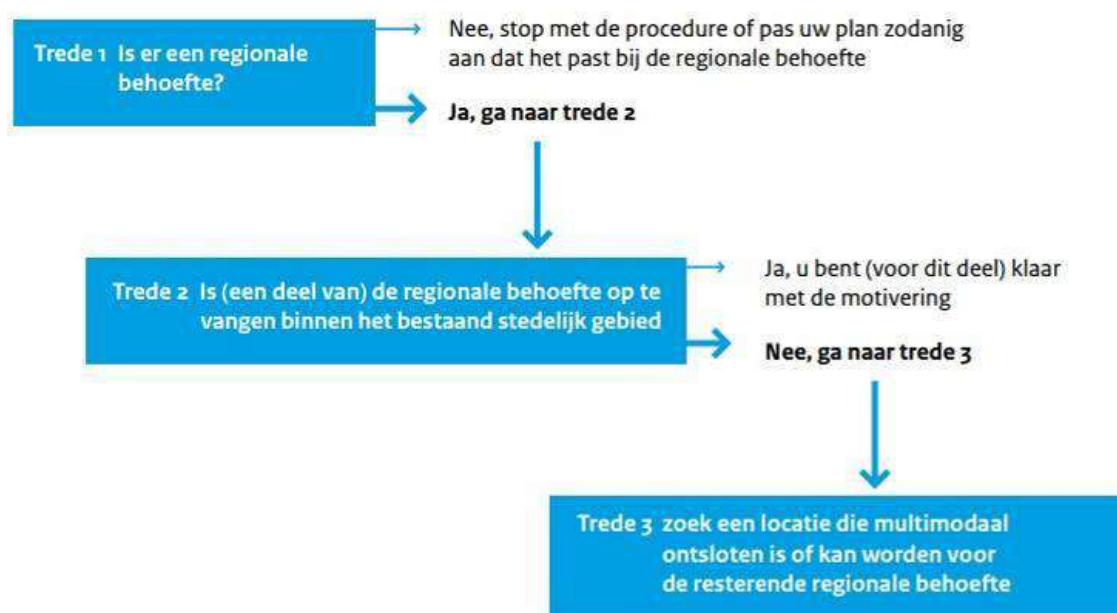 Trede 1 Is er een regionale
behoefte?
Nee, stop met de procedure of pas uw plan zodanig
aan dat het past bij de regionale behoefte
Ja, ga naar trede 2
Trede 2 Is (een deel van) de regionale behoefte op te
vangen binnen het bestaand stedelijk gebied
Ja, u bent (voor dit deel) klaar
met de motivering
Nee, ga naar trede 3
Trede 3 zoek een locatie die multimodaal
ontsloten is of kan worden voor
de resterende regionale behoefte